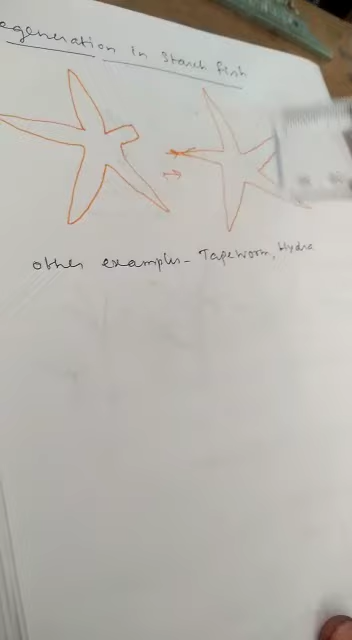 egeneration in Starch fish
other examples - Tapeworm, Hydra